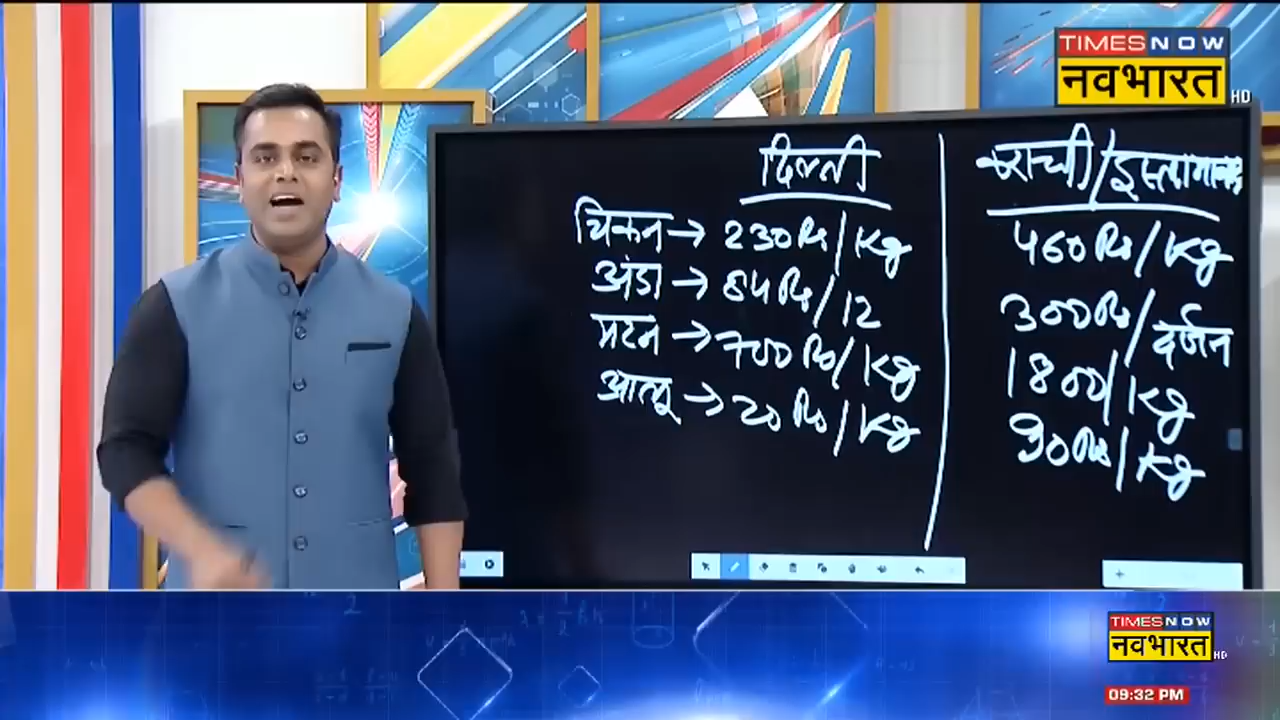 TIMES NOW
नवभारत HD
दिल्ली
चिकन → 230 Rs/Kg
अंडा → 84 Rs/12
मटन → 700 Rs/Kg
आलू → 20 Rs/Kg
कराची/इस्लामाबाद
460 Rs/Kg
300 Rs/दर्जन
1800/Kg
90 Rs/Kg
TIMES NOW
नवभारत HD
09:32 PM